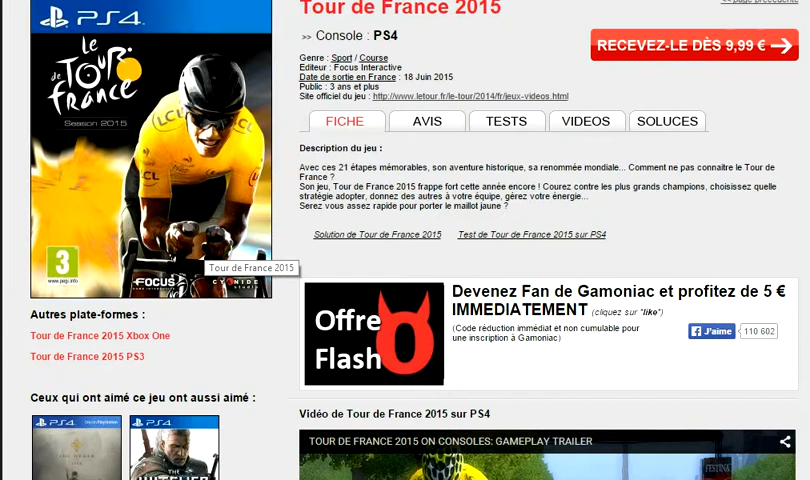 PS4
Le
Tour
de
France
Season 2015
LCL
LCL
3
www.pegi.info
FOCUS
CYANIDE
studio
Tour de France 2015
Autres plate-formes :
Tour de France 2015 Xbox One
Tour de France 2015 PS3
Ceux qui ont aimé ce jeu ont aussi aimé :
PS4
PS4
THE
WITCHER
Tour de France 2015
<< page précédente
>> Console : PS4
RECEVEZ-LE DÈS 9,99 €
Genre : Sport / Course
Editeur : Focus Interactive
Date de sortie en France : 18 Juin 2015
Public : 3 ans et plus
Site officiel du jeu : http://www.letour.fr/le-tour/2014/fr/jeux-videos.html
FICHE
AVIS
TESTS
VIDEOS
SOLUCES
Description du jeu :
Avec ces 21 étapes mémorables, son aventure historique, sa renommée mondiale... Comment ne pas connaitre le Tour de
France ?
Son jeu, Tour de France 2015 frappe fort cette année encore ! Courez contre les plus grands champions, choisissez quelle
stratégie adopter, donnez des autres à votre équipe, gérez votre énergie...
Serez vous assez rapide pour porter le maillot jaune ?
Solution de Tour de France 2015
Test de Tour de France 2015 sur PS4
Offre
Flash
Devenez Fan de Gamoniac et profitez de 5 €
IMMEDIATEMENT (cliquez sur "like")
(Code réduction immédiat et non cumulable pour
une inscription à Gamoniac)
J'aime
110 602
Vidéo de Tour de France 2015 sur PS4
TOUR DE FRANCE 2015 ON CONSOLES: GAMEPLAY TRAILER
FESTINA